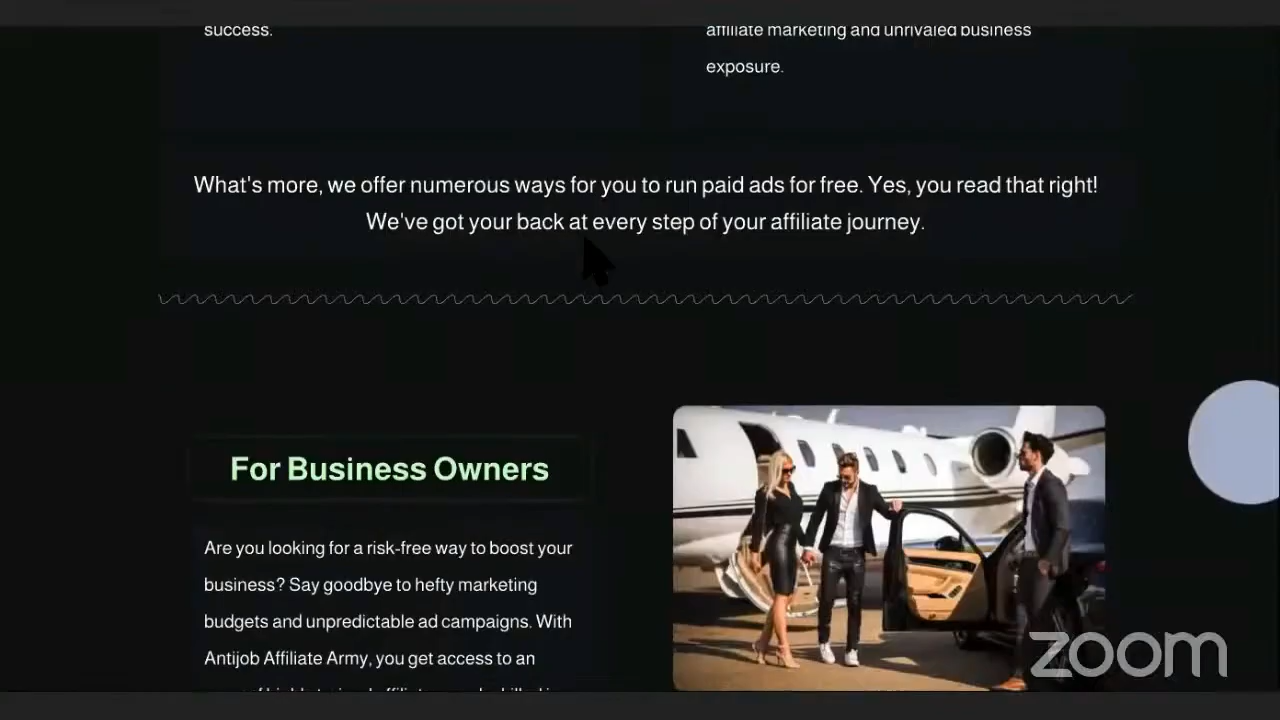 success.
affiliate marketing and unrivaled business
exposure.
What's more, we offer numerous ways for you to run paid ads for free. Yes, you read that right!
We've got your back at every step of your affiliate journey.
For Business Owners
Are you looking for a risk-free way to boost your
business? Say goodbye to hefty marketing
budgets and unpredictable ad campaigns. With
Antijob Affiliate Army, you get access to an
zoom